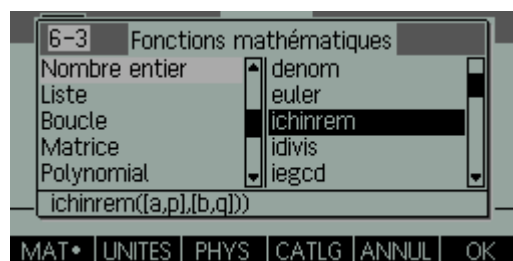 6-3 Fonctions mathématiques
Nombre entier
Liste
Boucle
Matrice
Polynomial
denom
euler
ichinrem
idivis
iegcd
ichinrem([a,p],[b,q]))
MAT• UNITES PHYS CATLG ANNUL OK